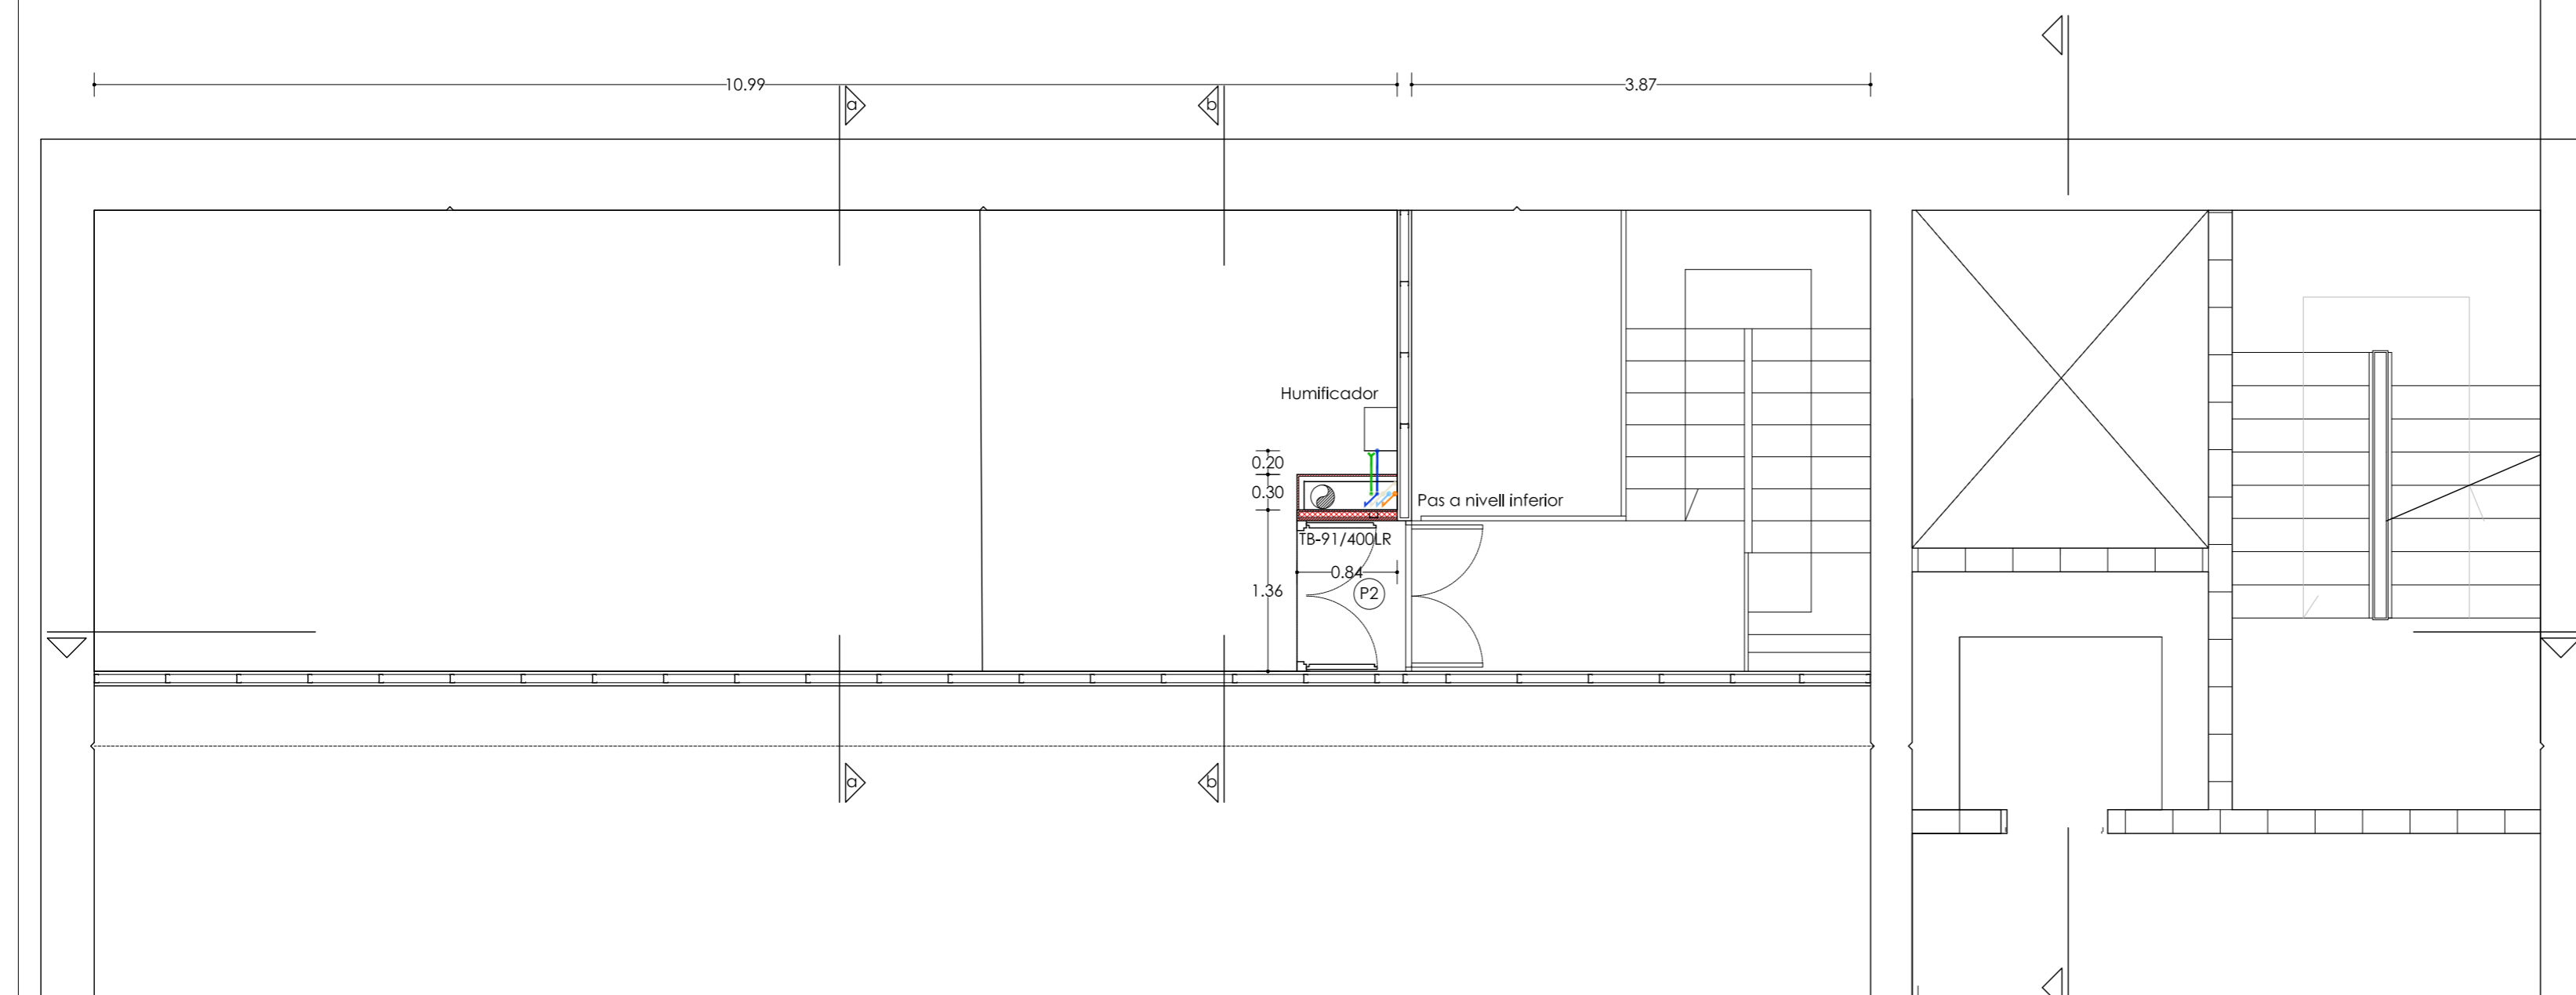 10.99
3.87
a
b
Humificador
0.20
0.30
Pas a nivell inferior
TB-91/400LR
0.84
1.36
P2
a
b